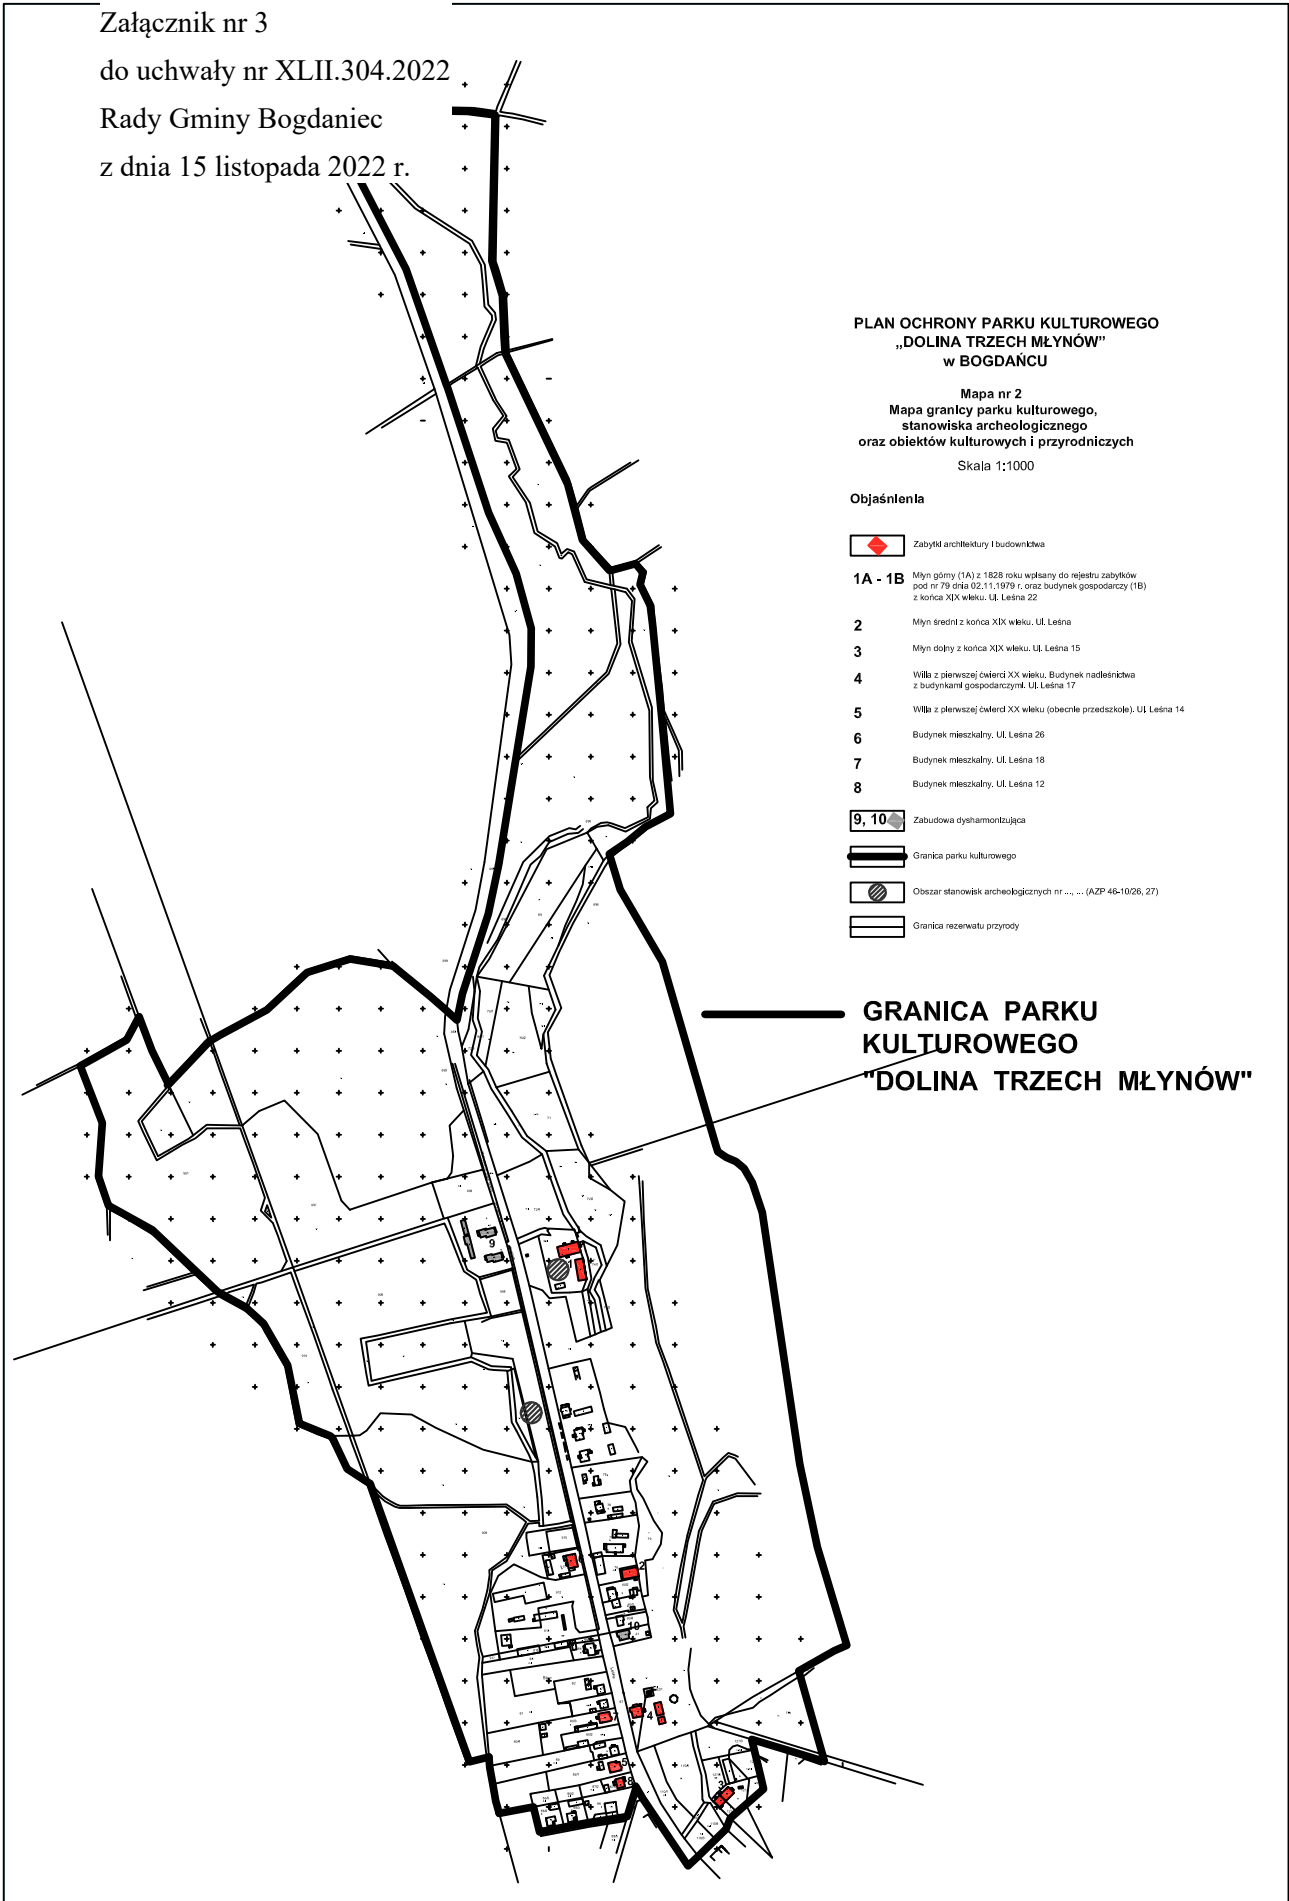 Załącznik nr 3
do uchwały nr XLII.304.2022
Rady Gminy Bogdaniec
z dnia 15 listopada 2022 r.
PLAN OCHRONY PARKU KULTUROWEGO
„DOLINA TRZECH MŁYNÓW”
w BOGDAŃCU
Mapa nr 2
Mapa granicy parku kulturowego,
stanowiska archeologicznego
oraz obiektów kulturowych i przyrodniczych
Skala 1:1000
Objaśnienia
Zabytki architektury i budownictwa
1A - 1B Młyn górny (1A) z 1828 roku wpisany do rejestru zabytków
pod nr 79 dnia 02.11.1979 r. oraz budynek gospodarczy (1B)
z końca XIX wieku. Ul. Leśna 22
2 Młyn średni z końca XIX wieku. Ul. Leśna
3 Młyn dolny z końca XIX wieku. Ul. Leśna 15
4 Willa z pierwszej ćwierci XX wieku. Budynek nadleśnictwa
z budynkami gospodarczymi. Ul. Leśna 17
5 Willa z pierwszej ćwierci XX wieku (obecnie przedszkole). Ul. Leśna 14
6 Budynek mieszkalny. Ul. Leśna 26
7 Budynek mieszkalny. Ul. Leśna 18
8 Budynek mieszkalny. Ul. Leśna 12
9, 10 Zabudowa dysharmonizująca
Granica parku kulturowego
Obszar stanowisk archeologicznych nr ..., ... (AZP 46-10/26, 27)
Granica rezerwatu przyrody
GRANICA PARKU
KULTUROWEGO
"DOLINA TRZECH MŁYNÓW"
9
1
2
6
10
7
4
5
8
3